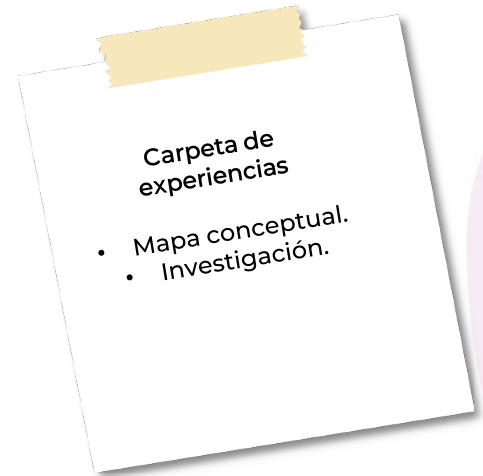 Carpeta de
experiencias
• Mapa conceptual.
• Investigación.